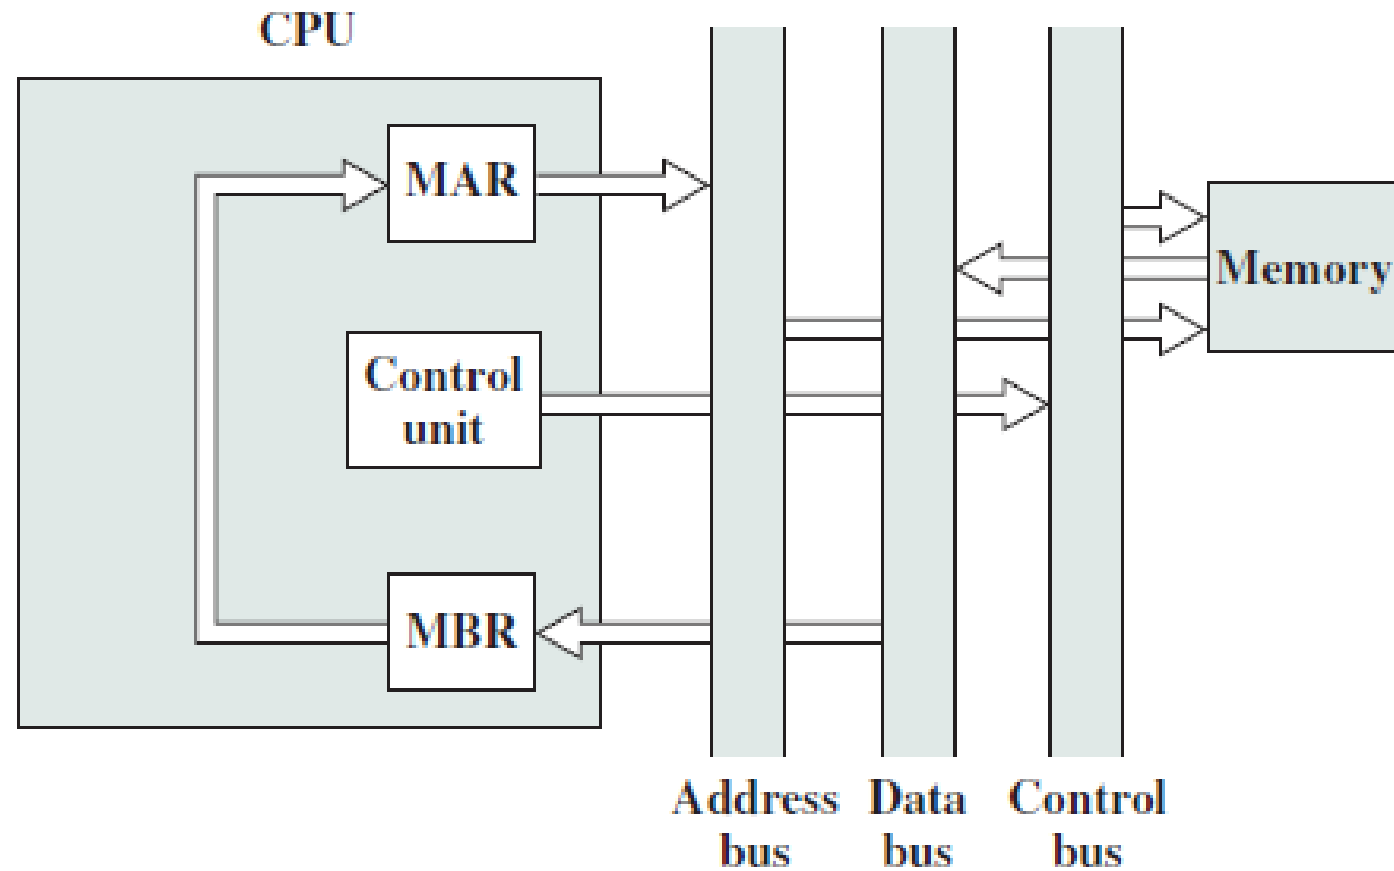 CPU
MAR
Memory
Control
unit
MBR
Address
bus
Data
bus
Control
bus